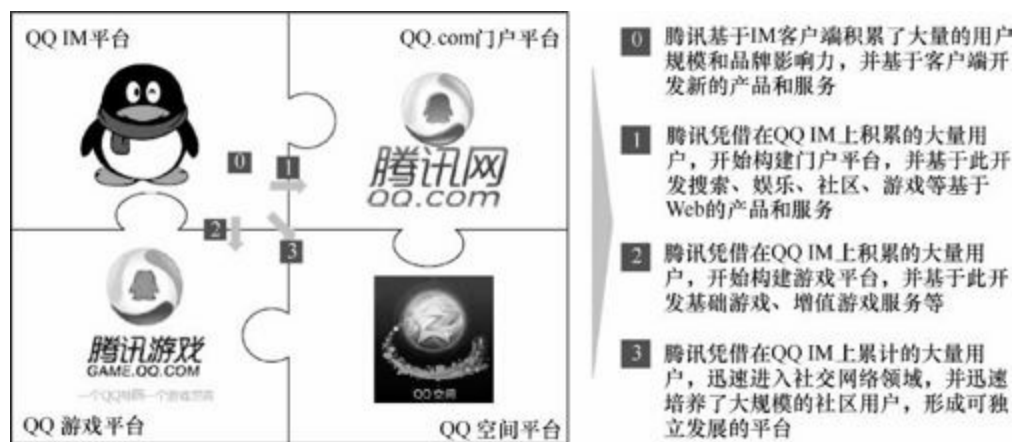 QQ IM平台
QQ.com门户平台
0
1
腾讯网
QQ.com
2
3
腾讯游戏
GAME.QQ.COM
QQ空间
QQ 游戏平台
QQ 空间平台
0
腾讯基于IM客户端积累了大量的用户
规模和品牌影响力，并基于客户端开
发新的产品和服务
1
腾讯凭借在QQ IM上积累的大量用
户，开始构建门户平台，并基于此开
发搜索、娱乐、社区、游戏等基于
Web的产品和服务
2
腾讯凭借在QQ IM上积累的大量用
户，开始构建游戏平台，并基于此开
发基础游戏、增值游戏服务等
3
腾讯凭借在QQ IM上累计的大量用
户，迅速进入社交网络领域，并迅速
培养了大规模的社区用户，形成可独
立发展的平台